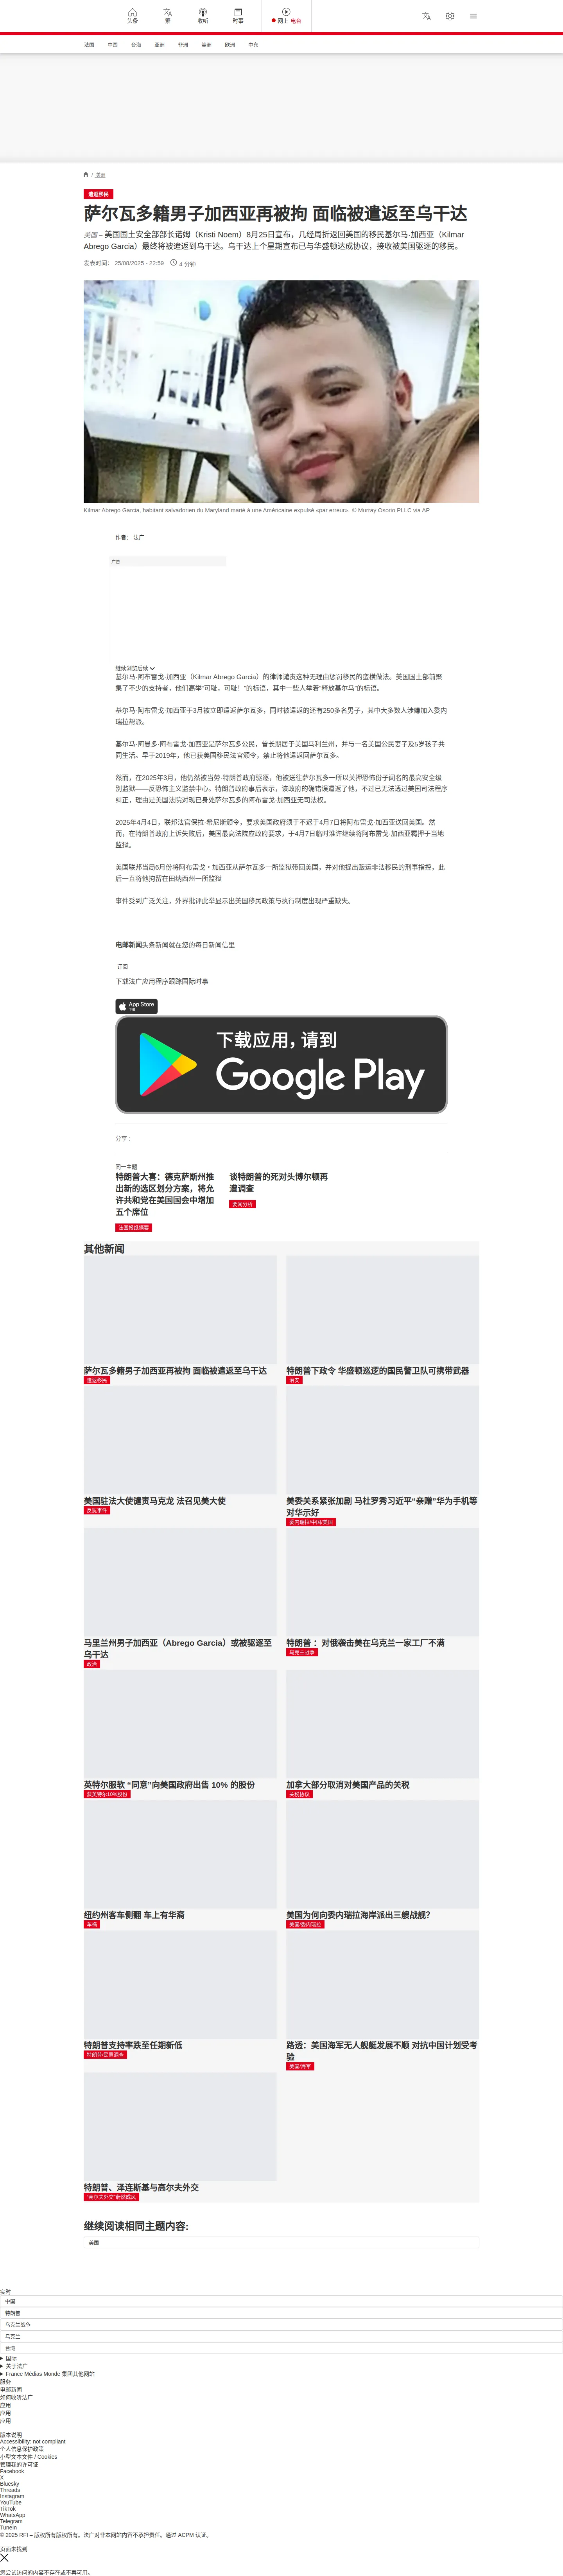 头条
繁
收听
时事
网上 电台
法国
中国
台海
亚洲
非洲
美洲
欧洲
中东
/ 美洲
遣返移民
萨尔瓦多籍男子加西亚再被拘 面临被遣返至乌干达
美国 – 美国国土安全部部长诺姆（Kristi Noem）8月25日宣布，几经周折返回美国的移民基尔马·加西亚（Kilmar
Abrego Garcia）最终将被遣返到乌干达。乌干达上个星期宣布已与华盛顿达成协议，接收被美国驱逐的移民。
发表时间： 25/08/2025 - 22:59
4 分钟
Kilmar Abrego Garcia, habitant salvadorien du Maryland marié à une Américaine expulsé «par erreur». © Murray Osorio PLLC via AP
作者： 法广
广告
继续浏览后续
基尔马·阿布雷戈·加西亚（Kilmar Abrego Garcia）的律师谴责这种无理由惩罚移民的蛮横做法。美国国土部前聚
集了不少的支持者，他们高举“可耻，可耻！”的标语，其中一些人举着“释放基尔马”的标语。
基尔马·阿布雷戈·加西亚于3月被立即遣返萨尔瓦多，同时被遣返的还有250多名男子，其中大多数人涉嫌加入委内
瑞拉帮派。
基尔马·阿曼多·阿布雷戈·加西亚是萨尔瓦多公民，曾长期居于美国马利兰州，并与一名美国公民妻子及5岁孩子共
同生活。早于2019年，他已获美国移民法官颁令，禁止将他遣返回萨尔瓦多。
然而，在2025年3月，他仍然被当劳·特朗普政府驱逐，他被送往萨尔瓦多一所以关押恐怖份子闻名的最高安全级
别监狱——反恐怖主义监禁中心。特朗普政府事后表示，该政府的确错误遣返了他，不过已无法透过美国司法程序
纠正，理由是美国法院对现已身处萨尔瓦多的阿布雷戈·加西亚无司法权。
2025年4月4日，联邦法官保拉·希尼斯颁令，要求美国政府须于不迟于4月7日将阿布雷戈·加西亚送回美国。然
而，在特朗普政府上诉失败后，美国最高法院应政府要求，于4月7日临时准许继续将阿布雷戈·加西亚羁押于当地
监狱。
美国联邦当局6月份将阿布雷戈・加西亚从萨尔瓦多一所监狱带回美国，并对他提出贩运非法移民的刑事指控，此
后一直将他拘留在田纳西州一所监狱
事件受到广泛关注，外界批评此举显示出美国移民政策与执行制度出现严重缺失。
电邮新闻头条新闻就在您的每日新闻信里
订阅
下载法广应用程序跟踪国际时事
App Store
下载
下载应用，请到
Google Play
分享 :
同一主题
特朗普大喜：德克萨斯州推
出新的选区划分方案，将允
许共和党在美国国会中增加
五个席位
法国报纸摘要
谈特朗普的死对头博尔顿再
遭调查
要闻分析
其他新闻
萨尔瓦多籍男子加西亚再被拘 面临被遣返至乌干达
遣返移民
特朗普下政令 华盛顿巡逻的国民警卫队可携带武器
治安
美国驻法大使谴责马克龙 法召见美大使
反犹事件
美委关系紧张加剧 马杜罗秀习近平“亲赠”华为手机等
对华示好
委内瑞拉/中国/美国
马里兰州男子加西亚（Abrego Garcia）或被驱逐至
乌干达
政治
特朗普 ：对俄袭击美在乌克兰一家工厂不满
乌克兰战争
英特尔服软 “同意”向美国政府出售 10% 的股份
获英特尔10%股份
加拿大部分取消对美国产品的关税
关税协议
纽约州客车侧翻 车上有华裔
车祸
美国为何向委内瑞拉海岸派出三艘战舰？
美国/委内瑞拉
特朗普支持率跌至任期新低
特朗普/民意调查
路透：美国海军无人舰艇发展不顺 对抗中国计划受考
验
美国/海军
特朗普、泽连斯基与高尔夫外交
“高尔夫外交”蔚然成风
继续阅读相同主题内容:
美国
实时
中国
特朗普
乌克兰战争
乌克兰
台湾
国际
关于法广
France Médias Monde 集团其他网站
服务
电邮新闻
如何收听法广
应用
应用
应用
版本说明
Accessibility: not compliant
个人信息保护政策
小型文本文件 / Cookies
管理我的许可证
Facebook
X
Bluesky
Threads
Instagram
YouTube
TikTok
WhatsApp
Telegram
TuneIn
© 2025 RFI – 版权所有版权所有。法广对非本网站内容不承担责任。通过 ACPM 认证。
页面未找到
您尝试访问的内容不存在或不再可用。